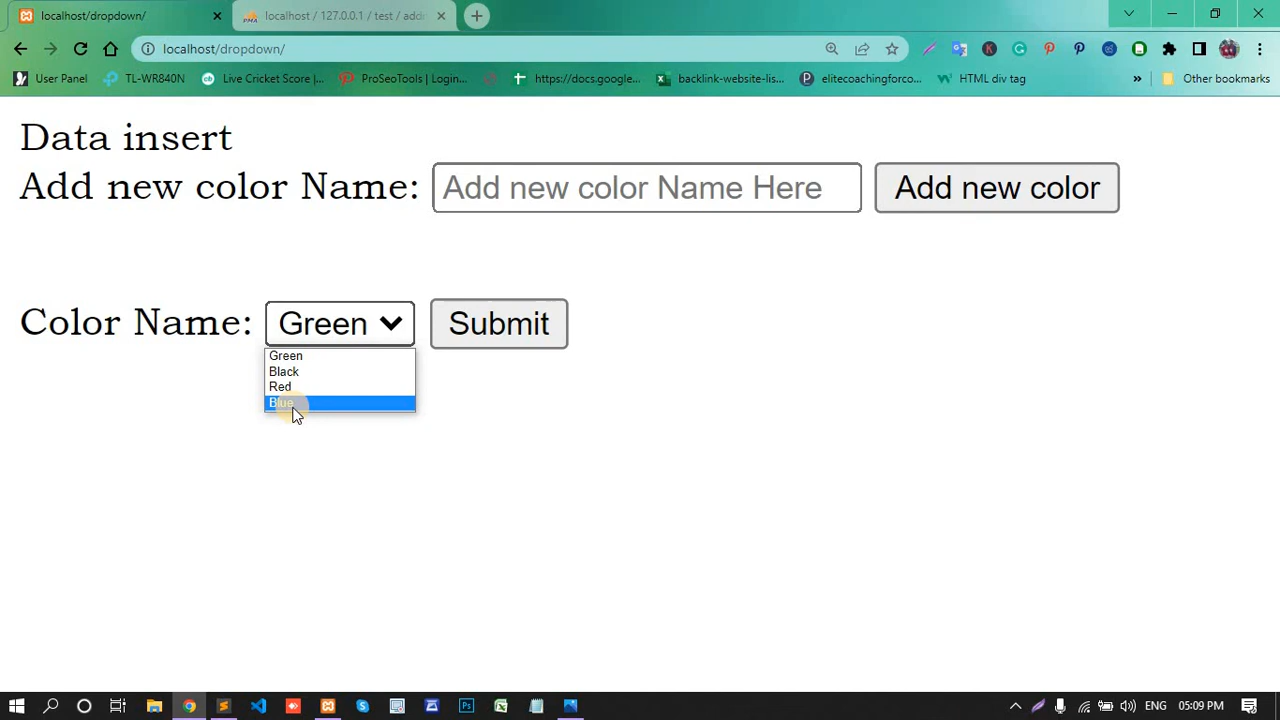 localhost/dropdown/
localhost / 127.0.0.1 / test / addn
localhost/dropdown/
User Panel
TL-WR840N
Live Cricket Score |...
ProSeoTools | Login...
https://docs.google...
backlink-website-lis...
elitecoachingforco...
HTML div tag
»
Other bookmarks
Data insert
Add new color Name: Add new color Name Here Add new color
Color Name: Green Submit
Green
Black
Red
Blue
ENG 05:09 PM